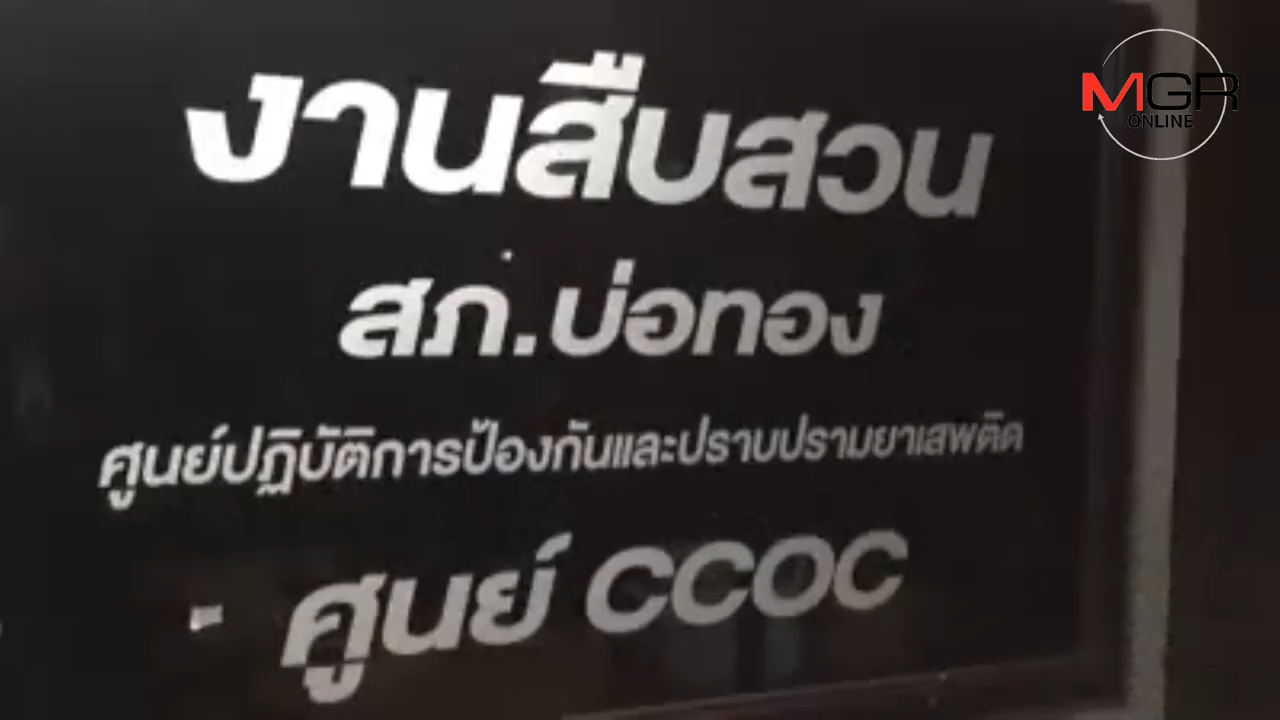 MGR
ONLINE
งานสืบสวน
สภ.บ่อทอง
ศูนย์ปฏิบัติการป้องกันและปราบปรามยาเสพติด
ศูนย์ CCOC